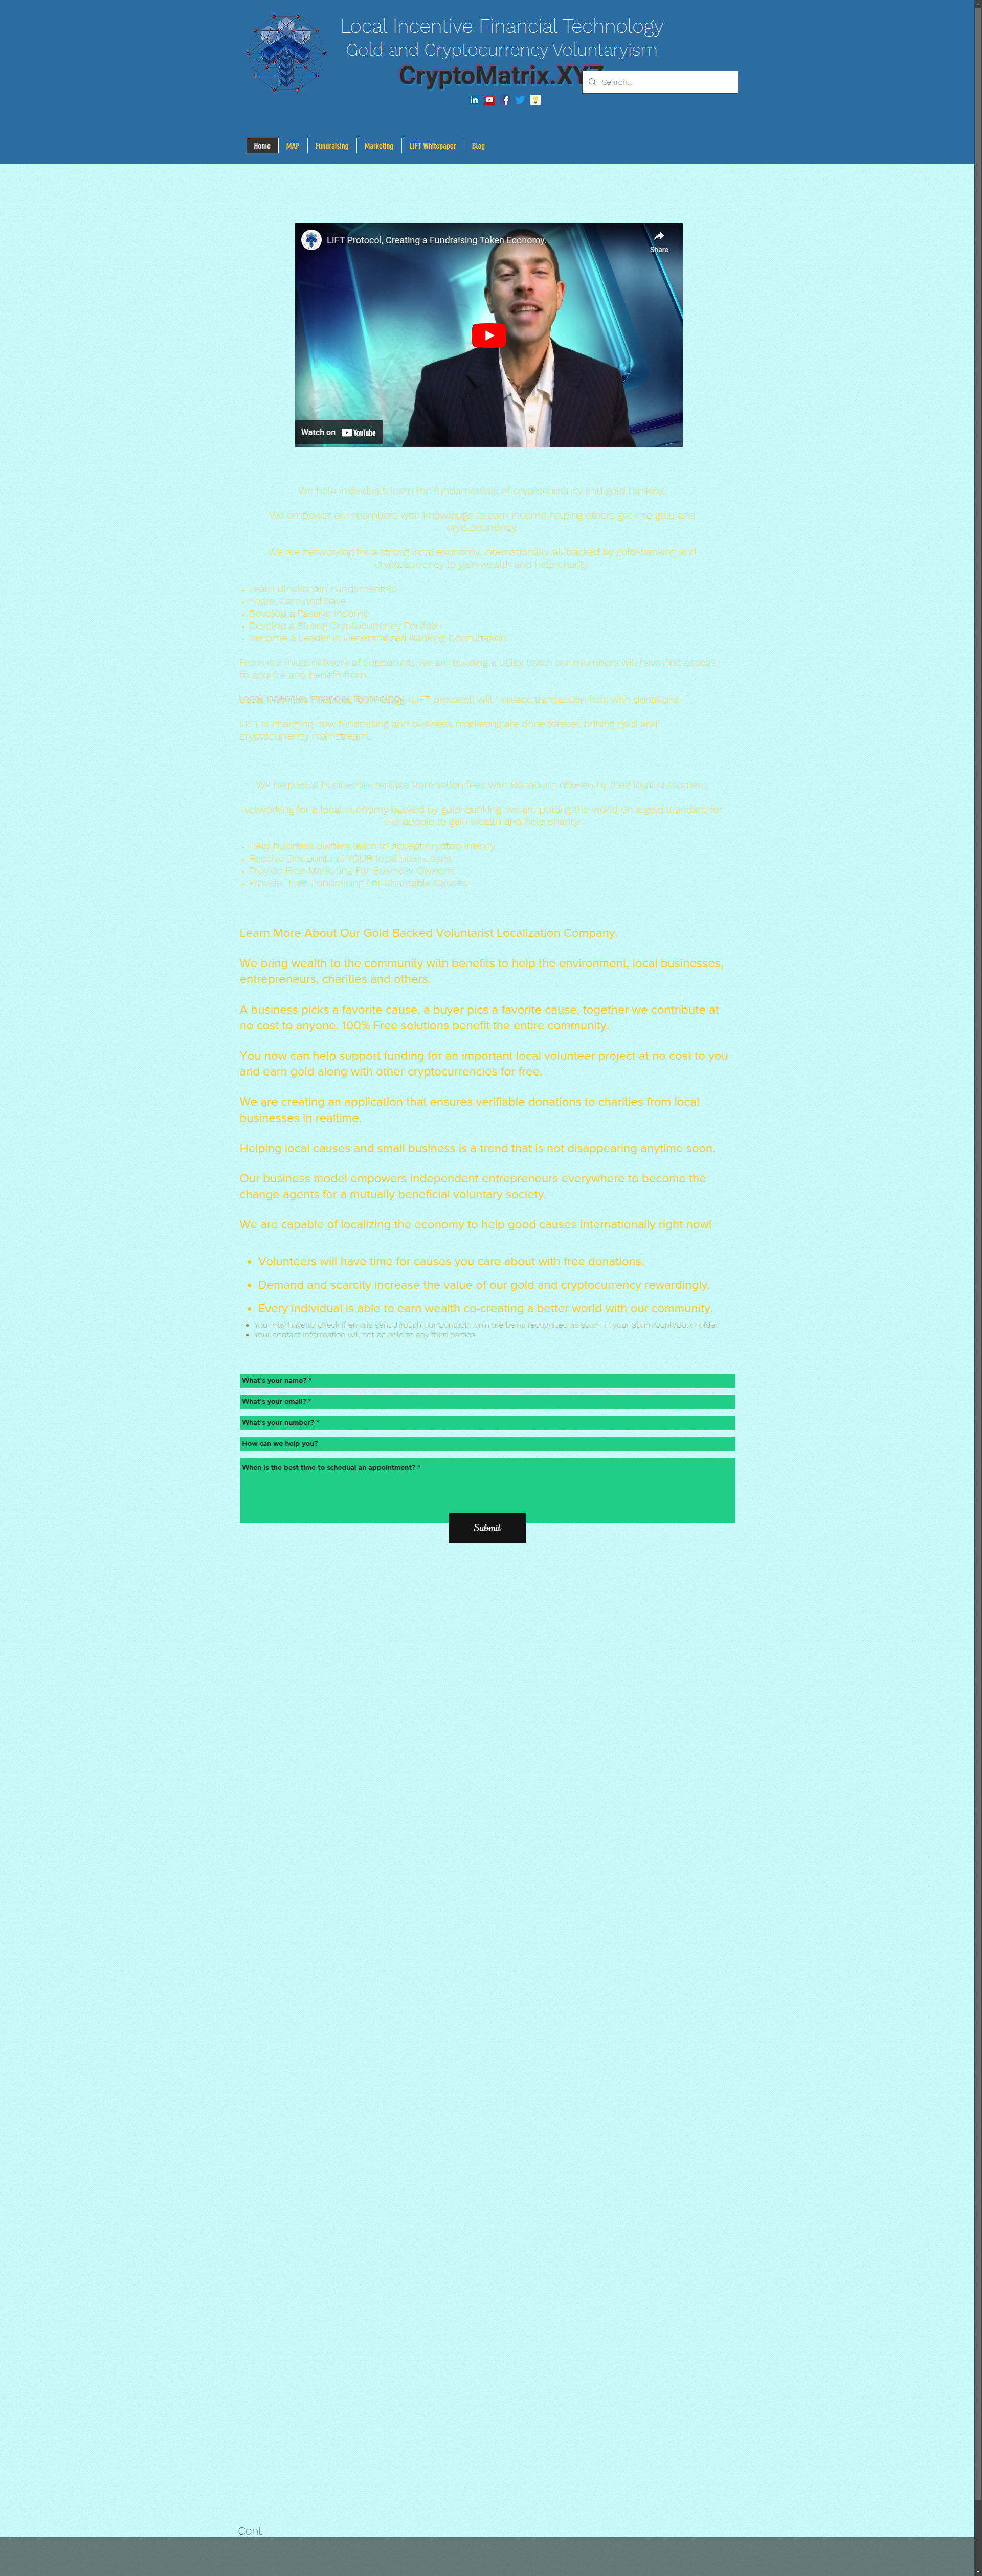 Local Incentive Financial Technology
Gold and Cryptocurrency Voluntaryism
CryptoMatrix.XYZ
Search...
Home
MAP
Fundraising
Marketing
LIFT Whitepaper
Blog
LIFT Protocol, Creating a Fundraising Token Economy.
Share
Watch on YouTube
We help individuals learn the fundamentals of cryptocurrency and gold banking.
We empower our members with knowledge to earn income helping others get into gold and
cryptocurrency.
We are networking for a strong local economy, internationally, all backed by gold-banking and
cryptocurrency to gain wealth and help charity.
Learn Blockchain Fundamentals
Share, Earn and Save
Develop a Passive Income
Develop a Strong Cryptocurrency Portfolio
Become a Leader in Decentralized Banking Consultation.
From our initial network of supporters, we are building a utility token our members will have first access
to acquire and benefit from...
Local Incentive Financial Technology, (LIFT protocol) will "replace transaction fees with donations".
LIFT is changing how fundraising and business marketing are done forever, brining gold and
cryptocurrency mainstream...
We help local businesses replace transaction fees with donations chosen by their loyal customers.
Networking for a local economy backed by gold-banking, we are putting the world on a gold standard for
the people to gain wealth and help charity.
Help business owners learn to accept cryptocurrency.
Receive Discounts at YOUR local businesses.
Provide Free Marketing For Business Owners!
Provide, 'Free Fundraising For Charitable Causes!'
Learn More About Our Gold Backed Voluntarist Localization Company.
We bring wealth to the community with benefits to help the environment, local businesses,
entrepreneurs, charities and others.
A business picks a favorite cause, a buyer pics a favorite cause, together we contribute at
no cost to anyone. 100% Free solutions benefit the entire community.
You now can help support funding for an important local volunteer project at no cost to you
and earn gold along with other cryptocurrencies for free.
We are creating an application that ensures verifiable donations to charities from local
businesses in realtime.
Helping local causes and small business is a trend that is not disappearing anytime soon.
Our business model empowers independent entrepreneurs everywhere to become the
change agents for a mutually beneficial voluntary society.
We are capable of localizing the economy to help good causes internationally right now!
Volunteers will have time for causes you care about with free donations.
Demand and scarcity increase the value of our gold and cryptocurrency rewardingly.
Every individual is able to earn wealth co-creating a better world with our community.
You may have to check if emails sent through our Contact Form are being recognized as spam in your Spam/Junk/Bulk Folder.
Your contact information will not be sold to any third parties.
What's your name? *
What's your email? *
What's your number? *
How can we help you?
When is the best time to schedual an appointment? *
Submit
Cont